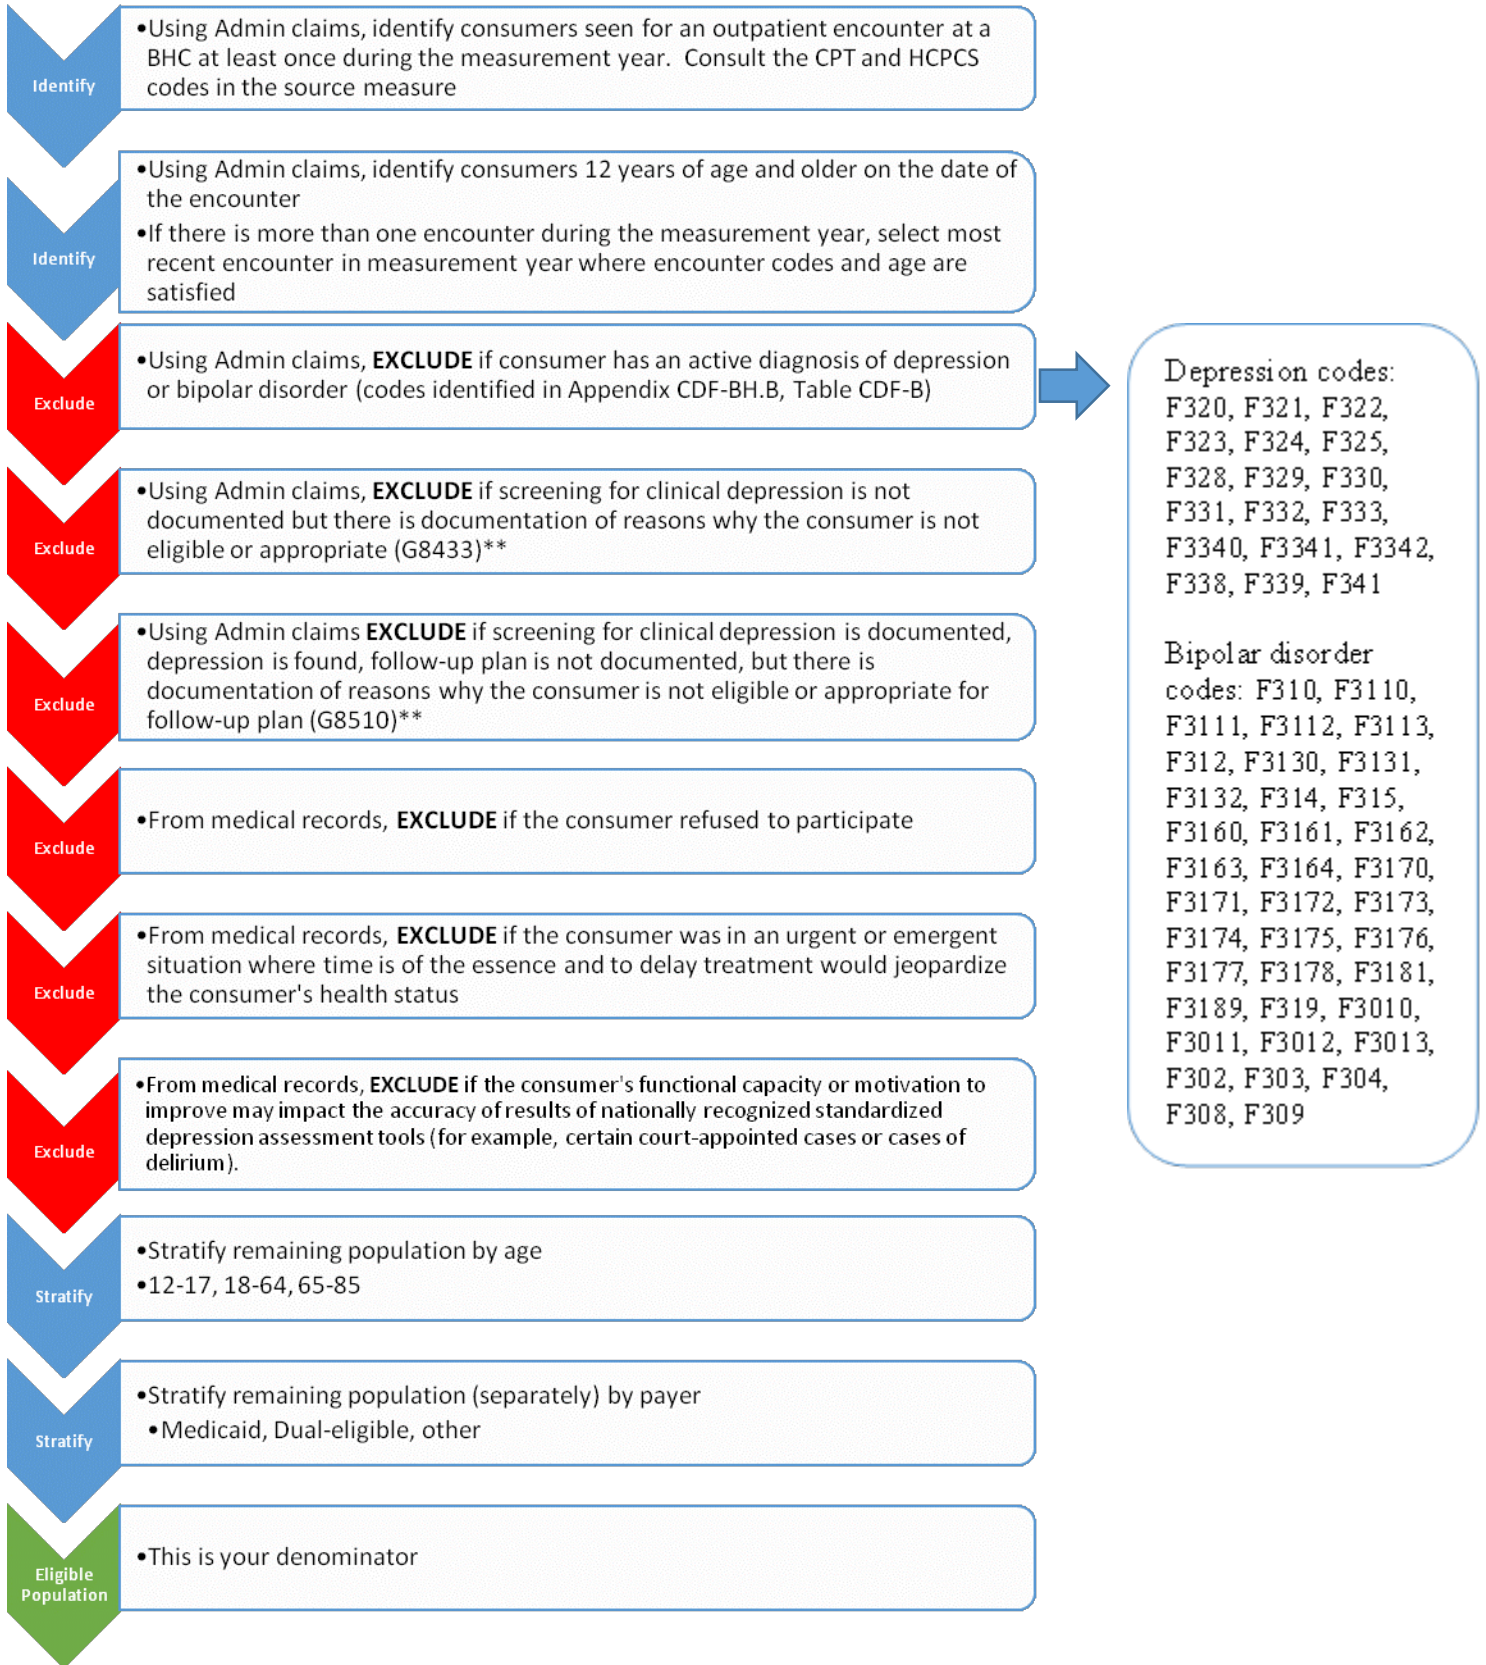 Identify
•Using Admin claims, identify consumers seen for an outpatient encounter at a
BHC at least once during the measurement year.  Consult the CPT and HCPCS
codes in the source measure
Identify
•Using Admin claims, identify consumers 12 years of age and older on the date of
the encounter
•If there is more than one encounter during the measurement year, select most
recent encounter in measurement year where encounter codes and age are
satisfied
Exclude
•Using Admin claims, EXCLUDE if consumer has an active diagnosis of depression
or bipolar disorder (codes identified in Appendix CDF-BH.B, Table CDF-B)
Depression codes:
F320, F321, F322,
F323, F324, F325,
F328, F329, F330,
F331, F332, F333,
F3340, F3341, F3342,
F338, F339, F341
Bipolar disorder
codes: F310, F3110,
F3111, F3112, F3113,
F312, F3130, F3131,
F3132, F314, F315,
F3160, F3161, F3162,
F3163, F3164, F3170,
F3171, F3172, F3173,
F3174, F3175, F3176,
F3177, F3178, F3181,
F3189, F319, F3010,
F3011, F3012, F3013,
F302, F303, F304,
F308, F309
Exclude
•Using Admin claims, EXCLUDE if screening for clinical depression is not
documented but there is documentation of reasons why the consumer is not
eligible or appropriate (G8433)**
Exclude
•Using Admin claims EXCLUDE if screening for clinical depression is documented,
depression is found, follow-up plan is not documented, but there is
documentation of reasons why the consumer is not eligible or appropriate for
follow-up plan (G8510)**
Exclude
•From medical records, EXCLUDE if the consumer refused to participate
Exclude
•From medical records, EXCLUDE if the consumer was in an urgent or emergent
situation where time is of the essence and to delay treatment would jeopardize
the consumer's health status
Exclude
•From medical records, EXCLUDE if the consumer's functional capacity or motivation to
improve may impact the accuracy of results of nationally recognized standardized
depression assessment tools (for example, certain court-appointed cases or cases of
delirium).
Stratify
•Stratify remaining population by age
•12-17, 18-64, 65-85
Stratify
•Stratify remaining population (separately) by payer
•Medicaid, Dual-eligible, other
Eligible
Population
•This is your denominator